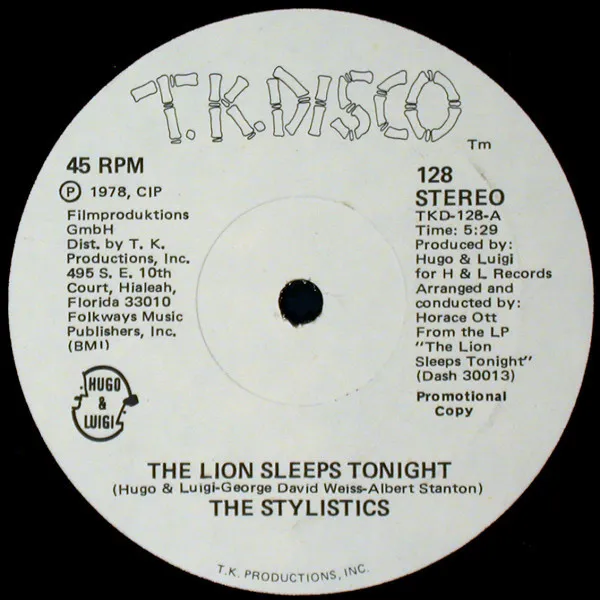 T.K. DISCO
Tm
45 RPM
Ⓟ 1978, CIP
Filmproduktions
GmbH
Dist. by T. K.
Productions, Inc.
495 S. E. 10th
Court, Hialeah,
Florida 33010
Folkways Music
Publishers, Inc.
(BMI)
HUGO
&
LUIGI
128
STEREO
TKD-128-A
Time: 5:29
Produced by:
Hugo & Luigi
for H & L Records
Arranged and
conducted by:
Horace Ott
From the LP
"The Lion
Sleeps Tonight"
(Dash 30013)
Promotional
Copy
THE LION SLEEPS TONIGHT
(Hugo & Luigi-George David Weiss-Albert Stanton)
THE STYLISTICS
T.K. PRODUCTIONS, INC.